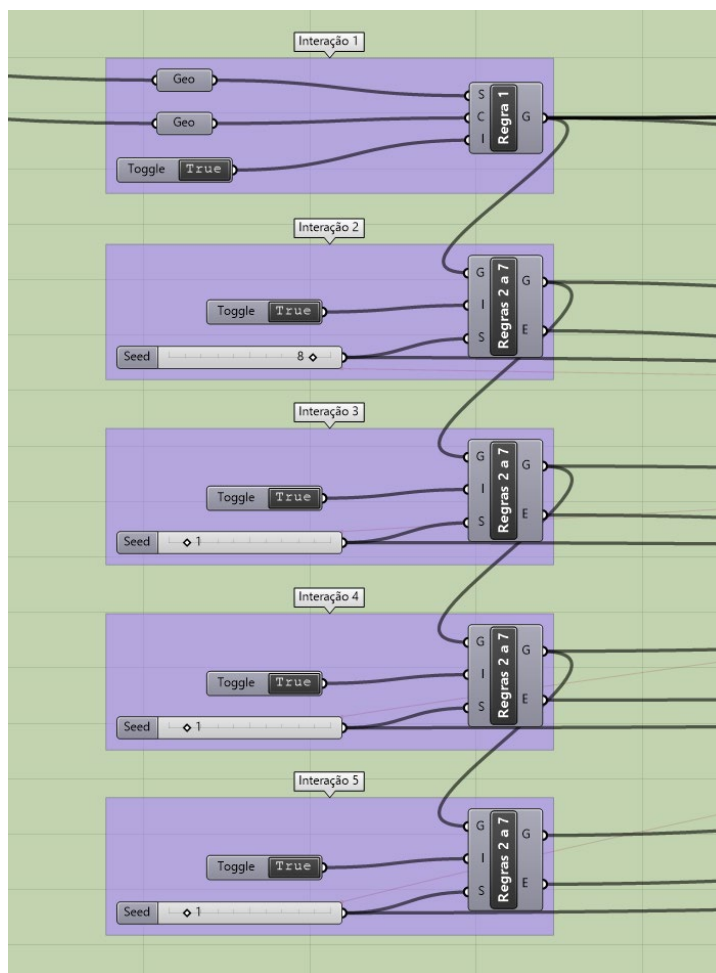 Interação 1
Geo
Geo
Toggle True
S
C
I
Regra 1
G
Interação 2
Toggle True
Seed 8
G
I
S
Regras 2 a 7
G
E
Interação 3
Toggle True
Seed 1
G
I
S
Regras 2 a 7
G
E
Interação 4
Toggle True
Seed 1
G
I
S
Regras 2 a 7
G
E
Interação 5
Toggle True
Seed 1
G
I
S
Regras 2 a 7
G
E